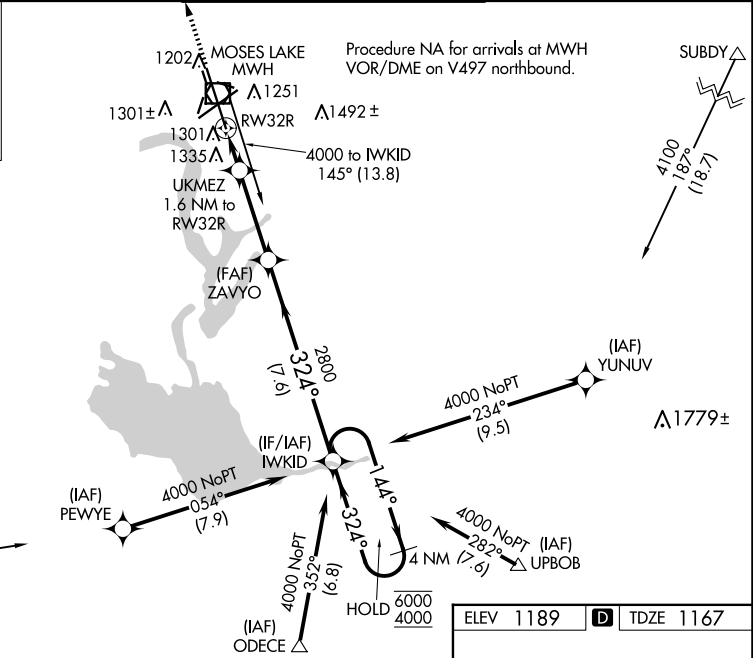 1202
MOSES LAKE
MWH
Procedure NA for arrivals at MWH
VOR/DME on V497 northbound.
SUBDY
1251
1301±
1492±
RW32R
1301
1335
4000 to IWKID
145° (13.8)
4100
187°
(18.7)
UKMEZ
1.6 NM to
RW32R
(FAF)
ZAVYO
2800
324°
(7.6)
(IAF)
YUNUV
4000 NoPT
234°
(9.5)
1779±
(IF/IAF)
IWKID
(IAF)
PEWYE
4000 NoPT
054°
(7.9)
144°
324°
4 NM
4000 NoPT
282°
(7.6)
(IAF)
UPBOB
4000 NoPT
352°
(6.8)
HOLD
6000
4000
(IAF)
ODECE
ELEV 1189
D
TDZE 1167